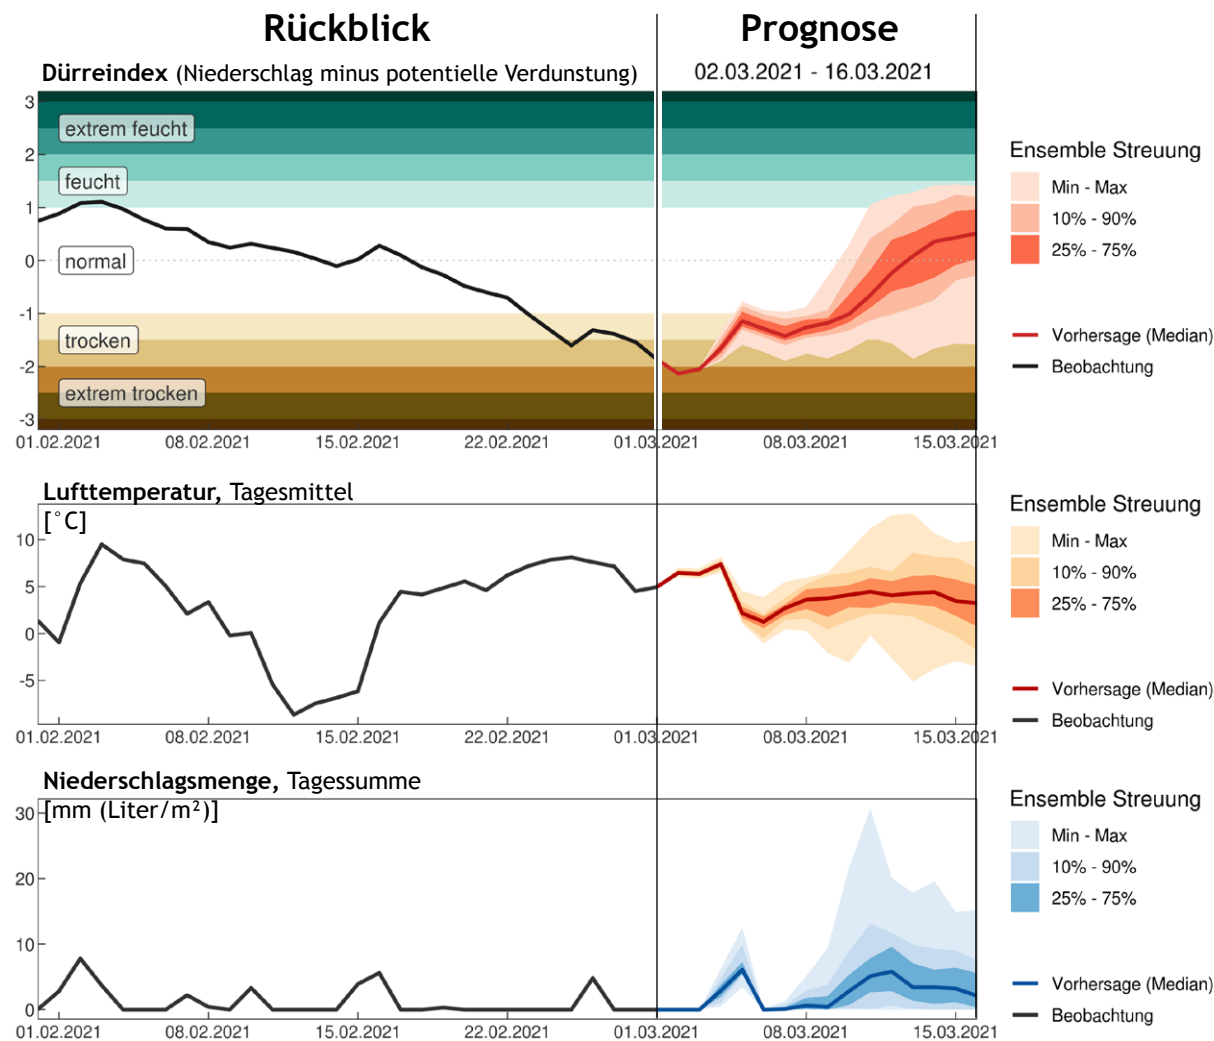 Rückblick
Prognose
Dürreindex (Niederschlag minus potentielle Verdunstung)
02.03.2021 - 16.03.2021
3
2
1
0
-1
-2
-3
extrem feucht
feucht
normal
trocken
extrem trocken
01.02.2021
08.02.2021
15.02.2021
22.02.2021
01.03.2021
08.03.2021
15.03.2021
Ensemble Streuung
Min - Max
10% - 90%
25% - 75%
Vorhersage (Median)
Beobachtung
Lufttemperatur, Tagesmittel
[°C]
10
5
0
-5
01.02.2021
08.02.2021
15.02.2021
22.02.2021
01.03.2021
08.03.2021
15.03.2021
Ensemble Streuung
Min - Max
10% - 90%
25% - 75%
Vorhersage (Median)
Beobachtung
Niederschlagsmenge, Tagessumme
[mm (Liter/m²)]
30
20
10
0
01.02.2021
08.02.2021
15.02.2021
22.02.2021
01.03.2021
08.03.2021
15.03.2021
Ensemble Streuung
Min - Max
10% - 90%
25% - 75%
Vorhersage (Median)
Beobachtung